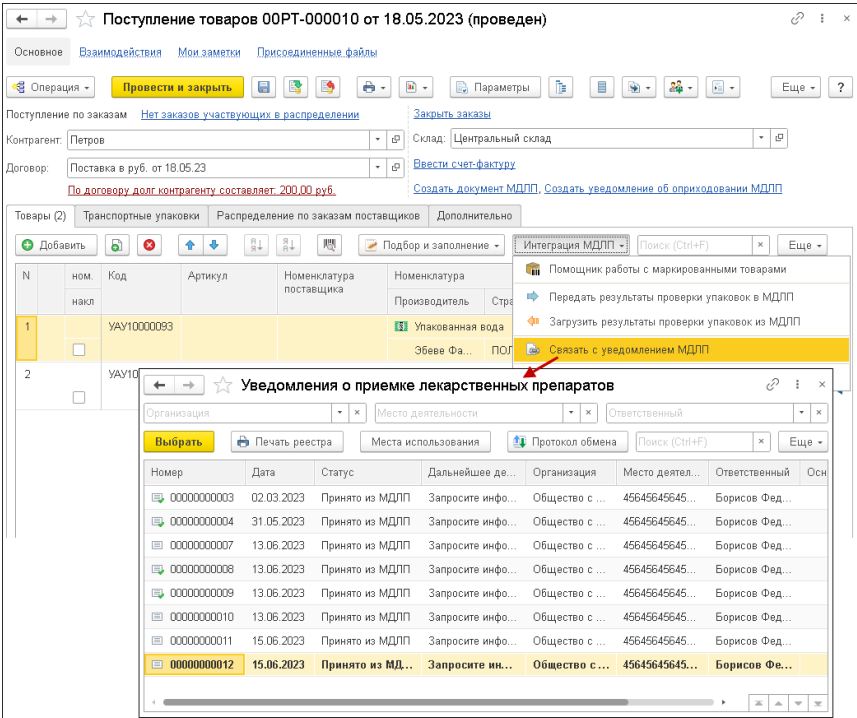 Поступление товаров 00РТ-000010 от 18.05.2023 (проведен)
Основное Взаимодействия Мои заметки Присоединенные файлы
Операция Провести и закрыть Параметры Еще ?
Поступление по заказам Нет заказов участвующих в распределении Закрыть заказы
Контрагент: Петров Склад: Центральный склад
Договор: Поставка в руб. от 18.05.23 Ввести счет-фактуру
По договору долг контрагенту составляет: 200,00 руб. Создать документ МДЛП, Создать уведомление об оприходовании МДЛП
Товары (2) Транспортные упаковки Распределение по заказам поставщиков Дополнительно
Добавить Подбор и заполнение Интеграция МДЛП Поиск (Ctrl+F) × Еще
N ном. Код Артикул Номенклатура поставщика Номенклатура
накл Производитель Стра
Помощник работы с маркированными товарами
Передать результаты проверки упаковок в МДЛП
Загрузить результаты проверки упаковок из МДЛП
Связать с уведомлением МДЛП
1 УАУ10000093 Упакованная вода
Эбеве Фа... ПОЛ
2 УАУ10
Уведомления о приемке лекарственных препаратов
Организация Место деятельности Ответственный
Выбрать Печать реестра Места использования Протокол обмена Поиск (Ctrl+F) × Еще
Номер Дата Статус Дальнейшее де... Организация Место деятел... Ответственный Осн
00000000003 02.03.2023 Принято из МДЛП Запросите инфо... Общество с ... 45645645645... Борисов Фед...
00000000004 31.05.2023 Принято из МДЛП Запросите инфо... Общество с ... 45645645645... Борисов Фед...
00000000007 13.06.2023 Принято из МДЛП Запросите инфо... Общество с ... 45645645645... Борисов Фед...
00000000008 13.06.2023 Принято из МДЛП Запросите инфо... Общество с ... 45645645645... Борисов Фед...
00000000009 13.06.2023 Принято из МДЛП Запросите инфо... Общество с ... 45645645645... Борисов Фед...
00000000010 13.06.2023 Принято из МДЛП Запросите инфо... Общество с ... 45645645645... Борисов Фед...
00000000011 15.06.2023 Принято из МДЛП Запросите инфо... Общество с ... 45645645645... Борисов Фед...
00000000012 15.06.2023 Принято из МД... Запросите ин... Общество с ... 45645645645... Борисов Фе...